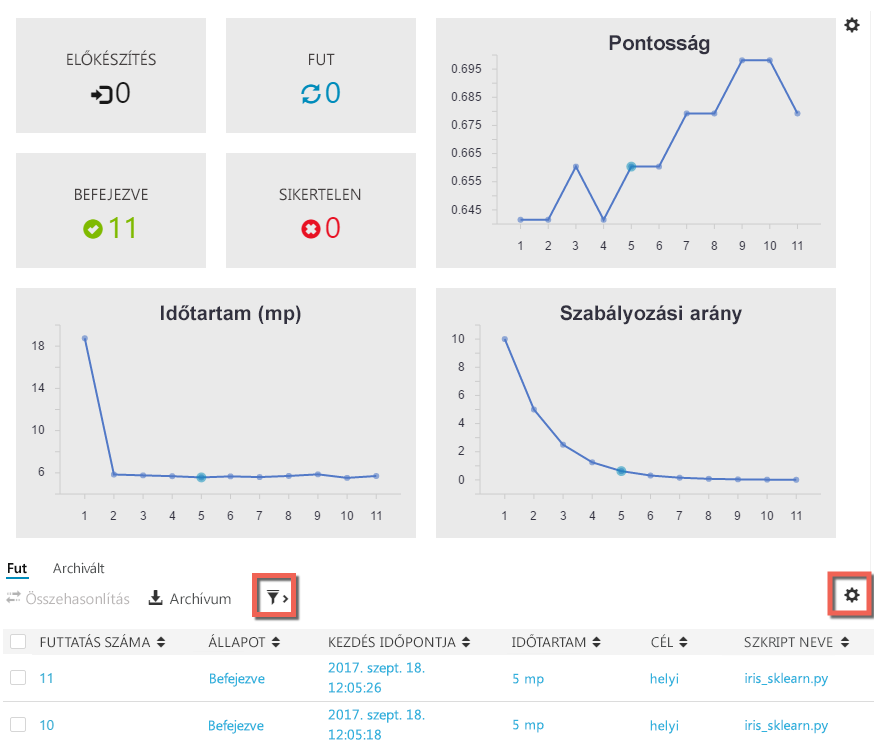 ELŐKÉSZÍTÉS
0
FUT
0
BEFEJEZVE
11
SIKERTELEN
0
Pontosság
0.695
0.685
0.675
0.665
0.655
0.645
1 2 3 4 5 6 7 8 9 10 11
Időtartam (mp)
18
14
10
6
1 2 3 4 5 6 7 8 9 10 11
Szabályozási arány
10
8
6
4
2
0
1 2 3 4 5 6 7 8 9 10 11
Fut Archivált
Összehasonlítás Archívum
FUTTATÁS SZÁMA ÁLLAPOT KEZDÉS IDŐPONTJA IDŐTARTAM CÉL SZKRIPT NEVE
11 Befejezve 2017. szept. 18. 5 mp helyi iris_sklearn.py
12:05:26
10 Befejezve 2017. szept. 18. 5 mp helyi iris_sklearn.py
12:05:18